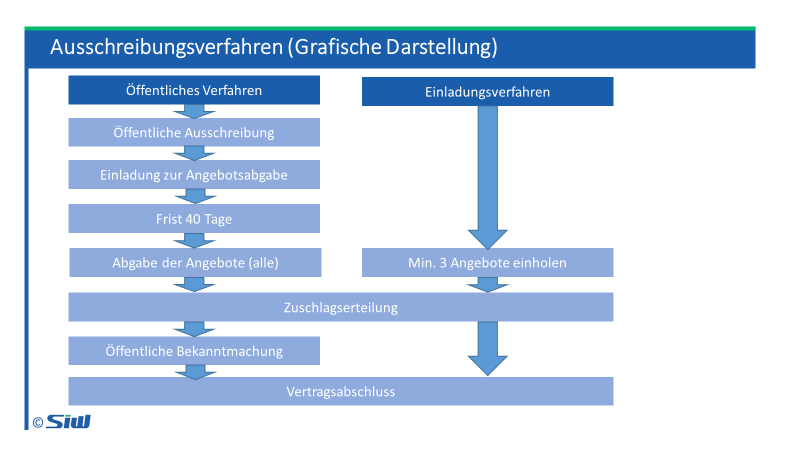 Ausschreibungsverfahren (Grafische Darstellung)
Öffentliches Verfahren
Einladungsverfahren
Öffentliche Ausschreibung
Einladung zur Angebotsabgabe
Frist 40 Tage
Abgabe der Angebote (alle)
Min. 3 Angebote einholen
Zuschlagserteilung
Öffentliche Bekanntmachung
Vertragsabschluss
© SIW